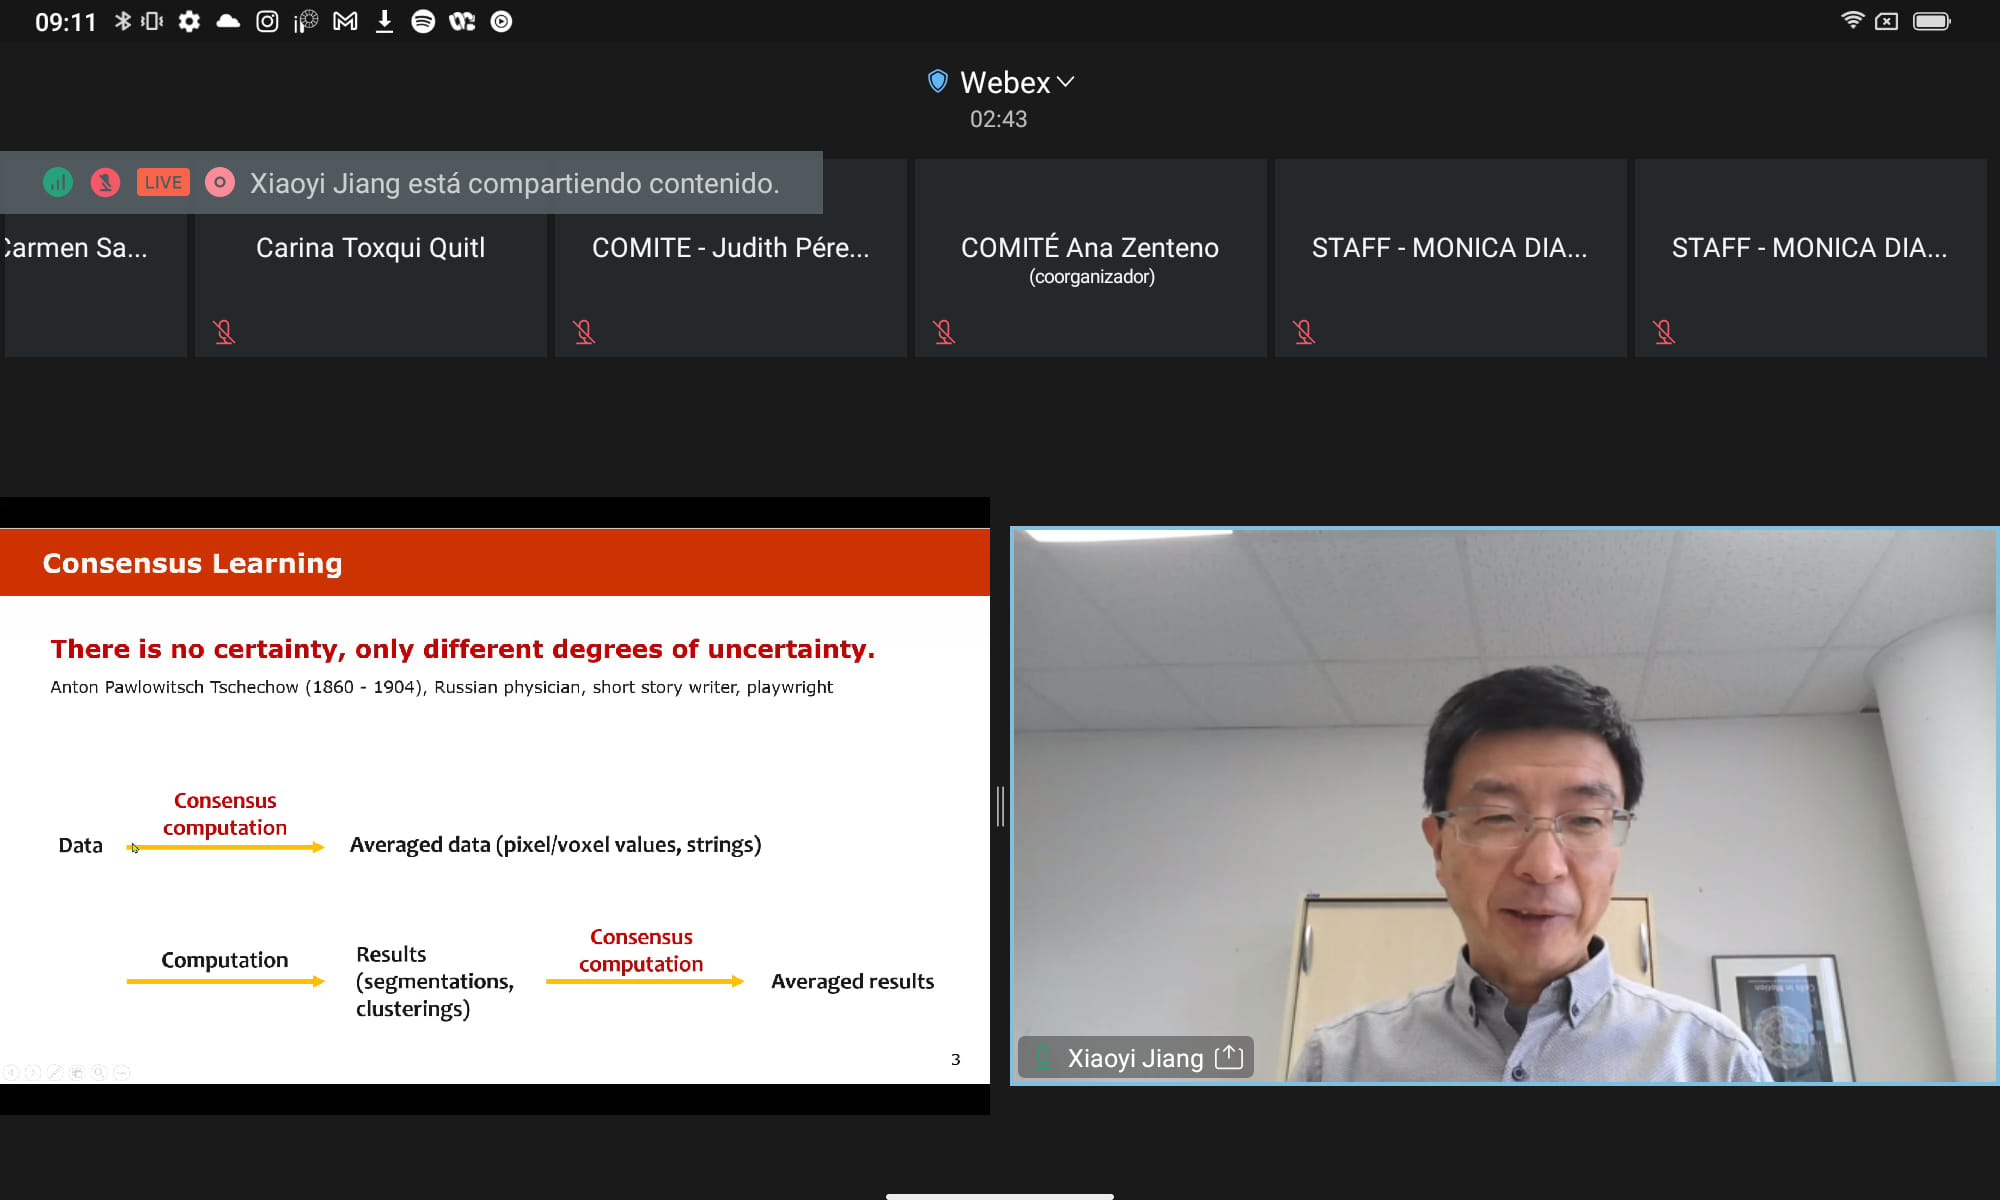 09:11
Webex
02:43
LIVE Xiaoyi Jiang está compartiendo contenido.
Carmen Sa...
Carina Toxqui Quitl
COMITE - Judith Pére...
COMITÉ Ana Zenteno
(coorganizador)
STAFF - MONICA DIA...
STAFF - MONICA DIA...
Consensus Learning
There is no certainty, only different degrees of uncertainty.
Anton Pawlowitsch Tschechow (1860 - 1904), Russian physician, short story writer, playwright
Consensus
computation
Data
Averaged data (pixel/voxel values, strings)
Computation
Results
(segmentations,
clusterings)
Consensus
computation
Averaged results
3
Xiaoyi Jiang